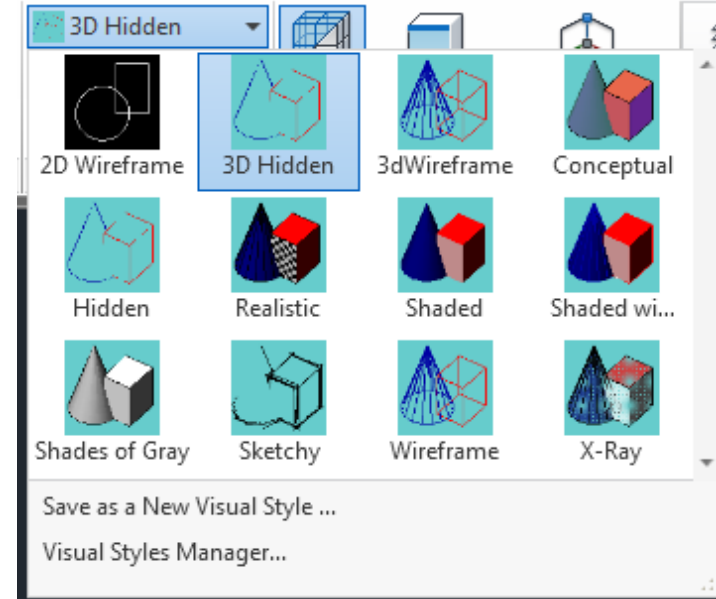 3D Hidden
2D Wireframe
3D Hidden
3dWireframe
Conceptual
Hidden
Realistic
Shaded
Shaded wi...
Shades of Gray
Sketchy
Wireframe
X-Ray
Save as a New Visual Style ...
Visual Styles Manager...